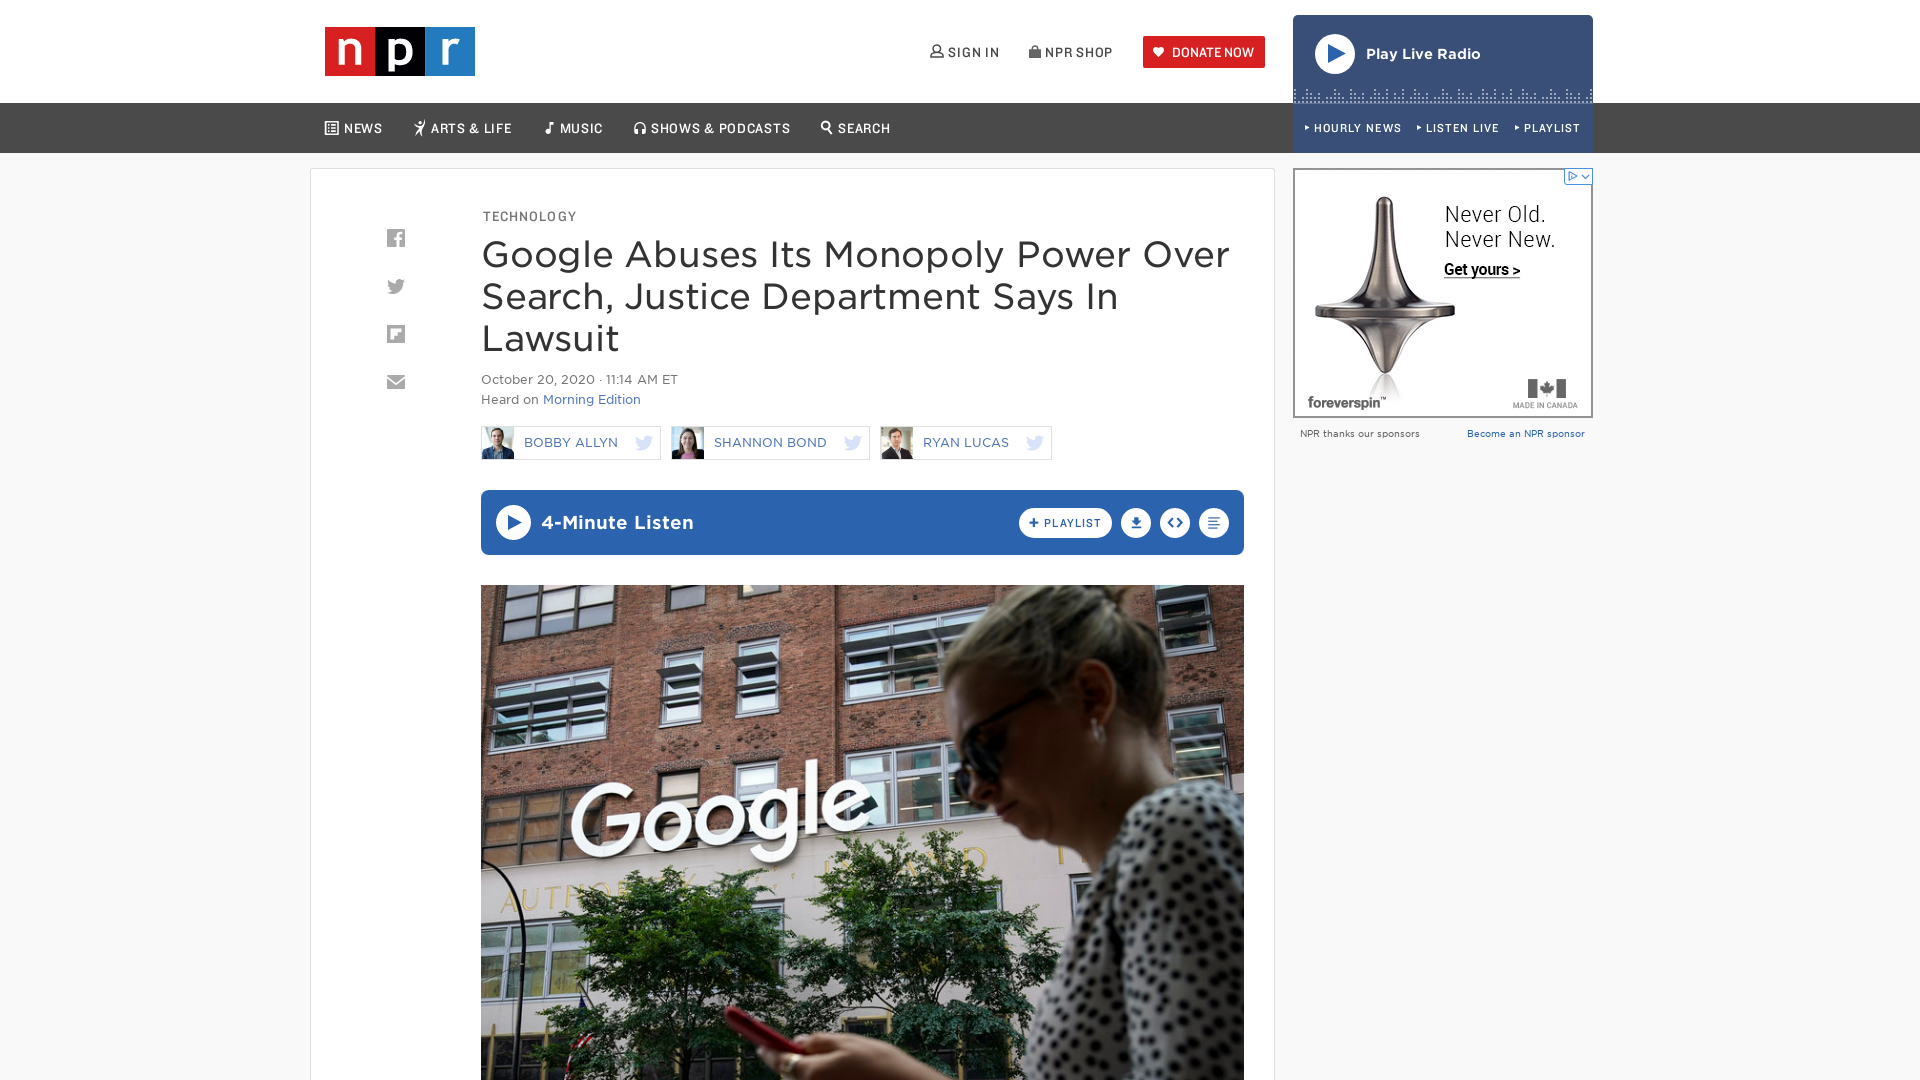 npr
SIGN IN
NPR SHOP
DONATE NOW
Play Live Radio
NEWS
ARTS & LIFE
MUSIC
SHOWS & PODCASTS
SEARCH
HOURLY NEWS
LISTEN LIVE
PLAYLIST
TECHNOLOGY
Google Abuses Its Monopoly Power Over
Search, Justice Department Says In
Lawsuit
October 20, 2020 · 11:14 AM ET
Heard on Morning Edition
BOBBY ALLYN
SHANNON BOND
RYAN LUCAS
4-Minute Listen
+ PLAYLIST
Google
Never Old.
Never New.
Get yours >
foreverspin™
MADE IN CANADA
NPR thanks our sponsors
Become an NPR sponsor